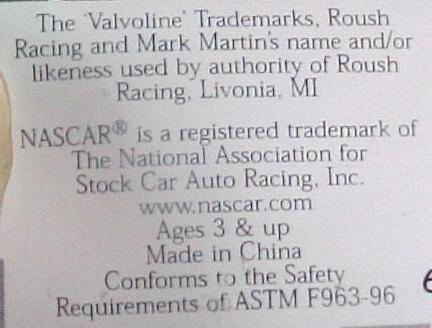 The 'Valvoline' Trademarks, Roush
Racing and Mark Martin's name and/or
likeness used by authority of Roush
Racing, Livonia, MI
NASCAR® is a registered trademark of
The National Association for
Stock Car Auto Racing, Inc.
www.nascar.com
Ages 3 & up
Made in China
Conforms to the Safety
Requirements of ASTM F963-96